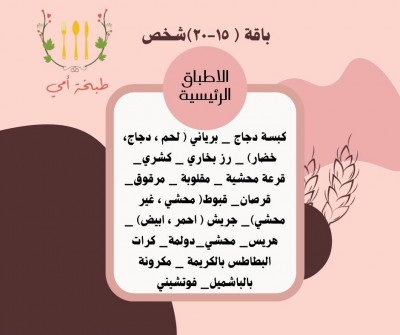 باقة ( ١٥-٢٠)شخص
طبخة أمي
الاطباق
الرئيسية
كبسة دجاج _ برياني ( لحم ، دجاج،
خضار) _ رز بخاري _ كشري_
قرعة محشية _ مقلوبة _ مرقوق_
قرصان_ قبوط( محشي ، غير
محشي)_ جريش ( احمر ، ابيض) _
هريس_ محشي_دولمة_ كرات
البطاطس بالكريمة _ مكرونة
بالباشميل_ فوتشيني